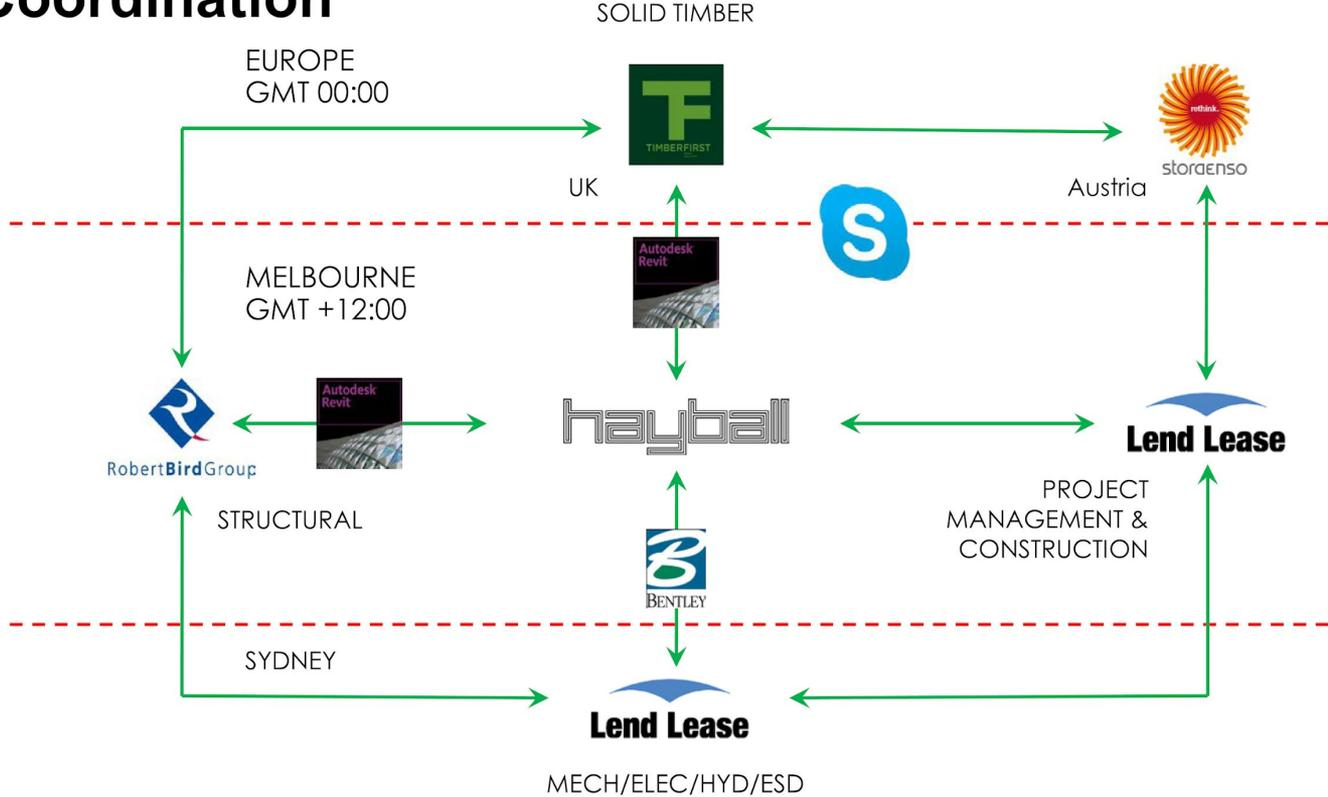 Coordination
SOLID TIMBER
EUROPE
GMT 00:00
TF
TIMBERFIRST
rethink.
storaenso
UK
Austria
S
MELBOURNE
GMT +12:00
Autodesk
Revit
Autodesk
Revit
R
RobertBirdGroup
hayball
Lend Lease
STRUCTURAL
PROJECT
MANAGEMENT &
CONSTRUCTION
B
BENTLEY
SYDNEY
Lend Lease
MECH/ELEC/HYD/ESD